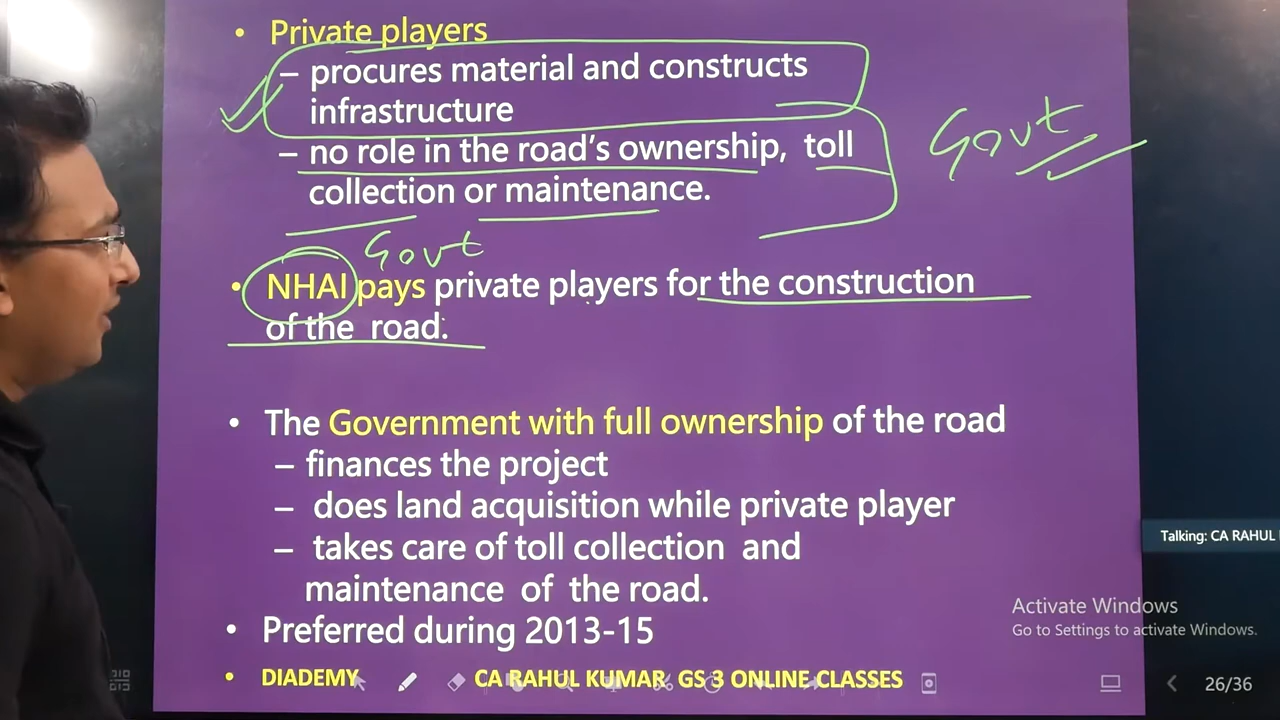 • Private players
– procures material and constructs
infrastructure
– no role in the road's ownership, toll
collection or maintenance.
Govt
Govt
• NHAI pays private players for the construction
of the road.
• The Government with full ownership of the road
– finances the project
– does land acquisition while private player
– takes care of toll collection and
maintenance of the road.
• Preferred during 2013-15
• DIADEMY CA RAHUL KUMAR GS 3 ONLINE CLASSES
Talking: CA RAHUL
Activate Windows
Go to Settings to activate Windows.
26/36